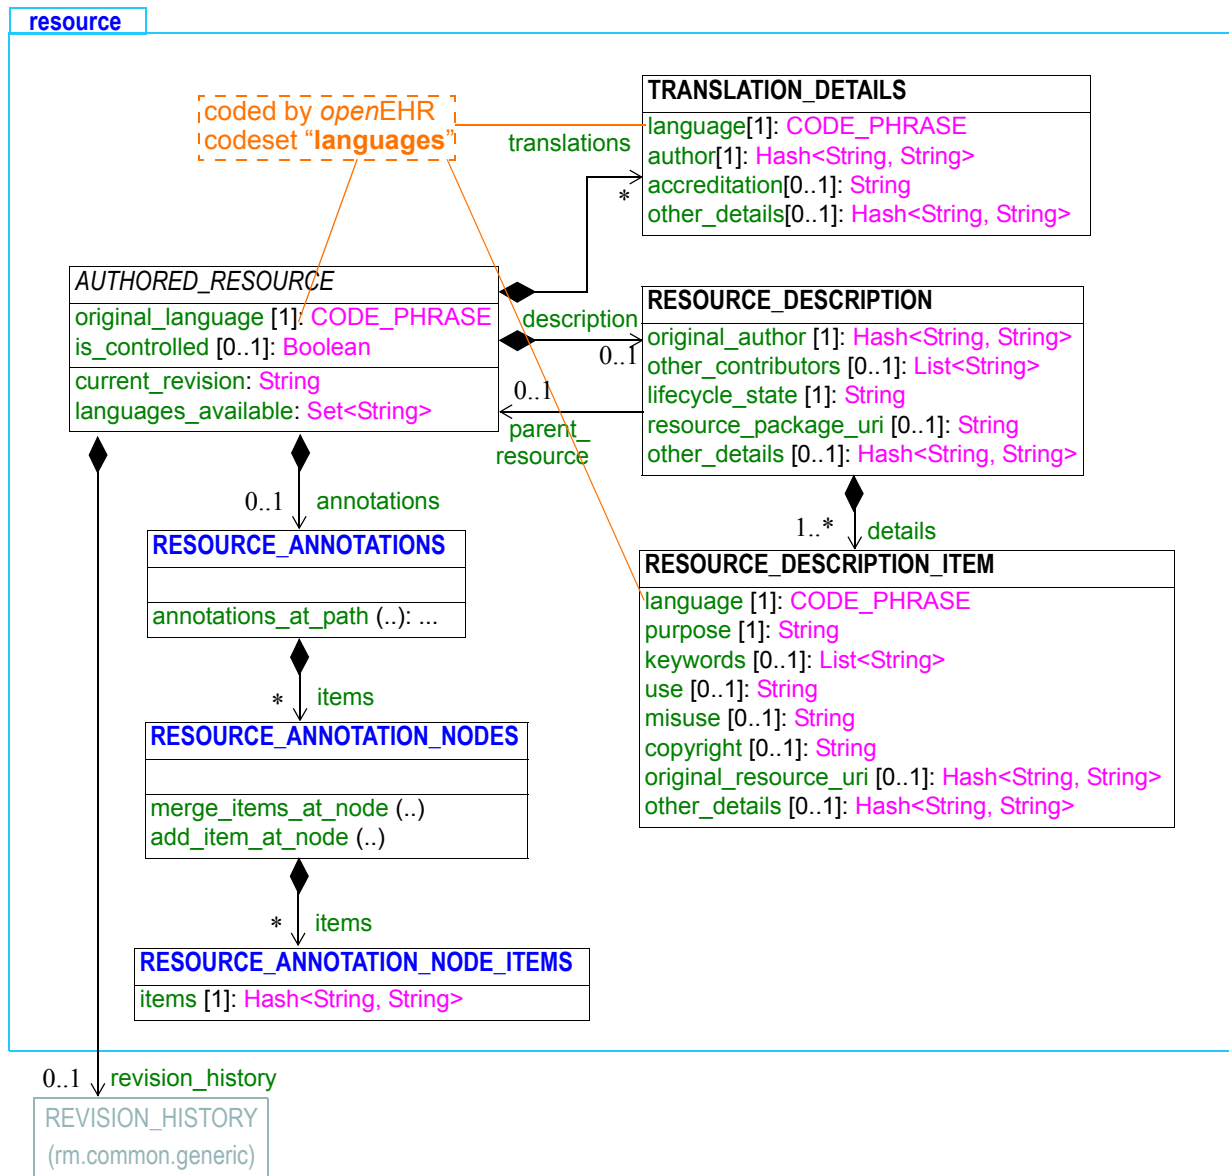 resource
coded by openEHR
codeset “languages”
translations
*
TRANSLATION_DETAILS
language[1]: CODE_PHRASE
author[1]: Hash<String, String>
accreditation[0..1]: String
other_details[0..1]: Hash<String, String>
AUTHORED_RESOURCE
original_language [1]: CODE_PHRASE
is_controlled [0..1]: Boolean
current_revision: String
languages_available: Set<String>
description
0..1
0..1
parent_
resource
RESOURCE_DESCRIPTION
original_author [1]: Hash<String, String>
other_contributors [0..1]: List<String>
lifecycle_state [1]: String
resource_package_uri [0..1]: String
other_details [0..1]: Hash<String, String>
1..* details
0..1 annotations
RESOURCE_ANNOTATIONS
annotations_at_path (..): ...
* items
RESOURCE_ANNOTATION_NODES
merge_items_at_node (..)
add_item_at_node (..)
* items
RESOURCE_ANNOTATION_NODE_ITEMS
items [1]: Hash<String, String>
RESOURCE_DESCRIPTION_ITEM
language [1]: CODE_PHRASE
purpose [1]: String
keywords [0..1]: List<String>
use [0..1]: String
misuse [0..1]: String
copyright [0..1]: String
original_resource_uri [0..1]: Hash<String, String>
other_details [0..1]: Hash<String, String>
0..1 revision_history
REVISION_HISTORY
(rm.common.generic)